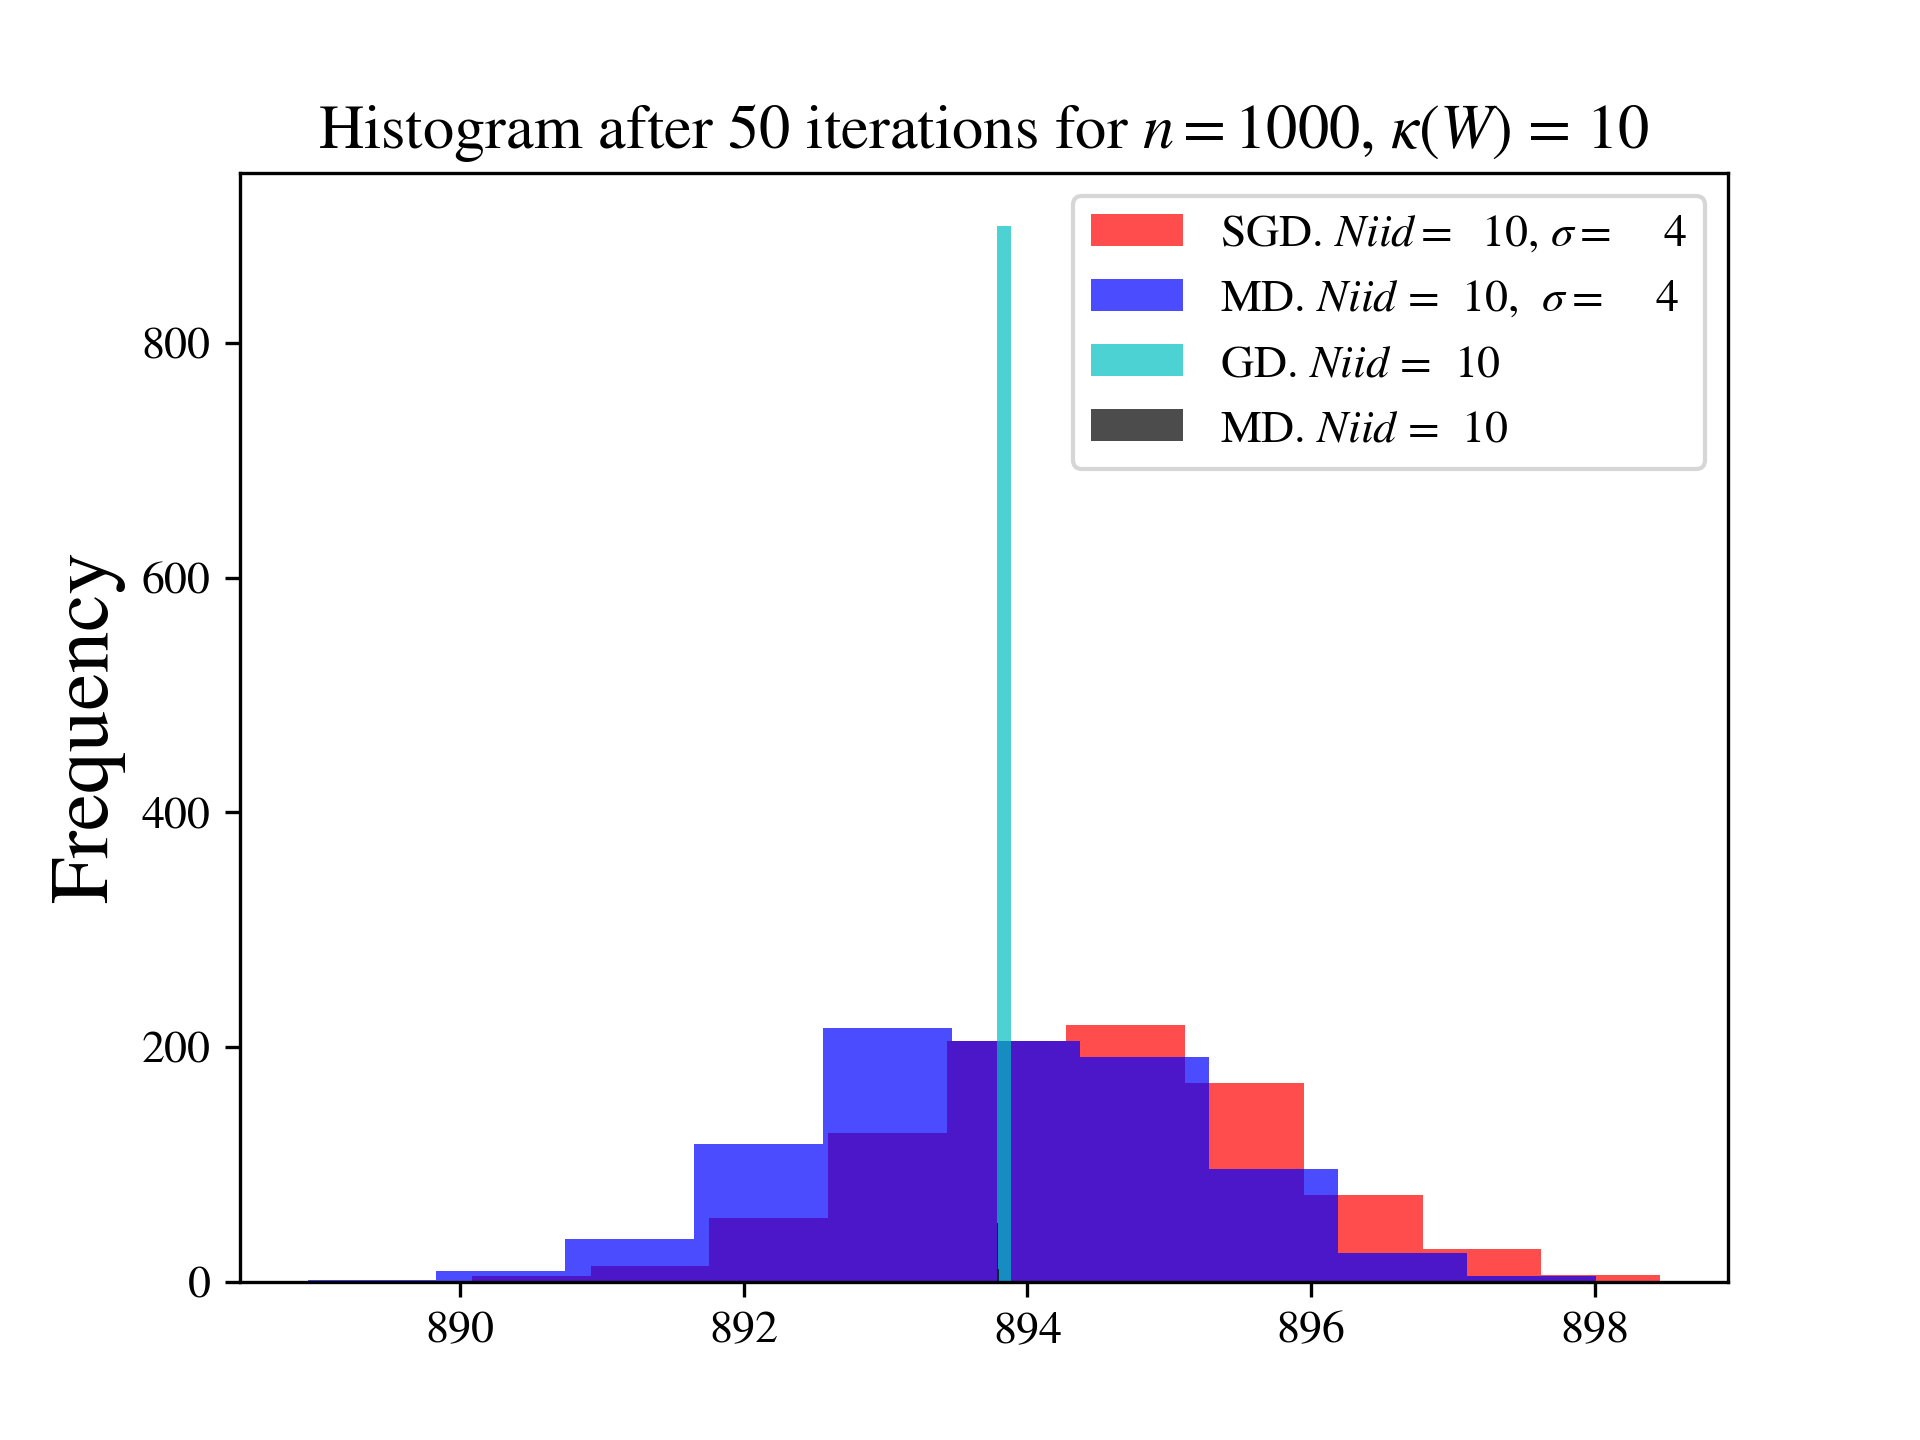 Histogram after 50 iterations for n = 1000, κ(W) = 10
SGD. Niid = 10, σ = 4
MD. Niid = 10, σ = 4
GD. Niid = 10
MD. Niid = 10
Frequency
800
600
400
200
0
890 892 894 896 898